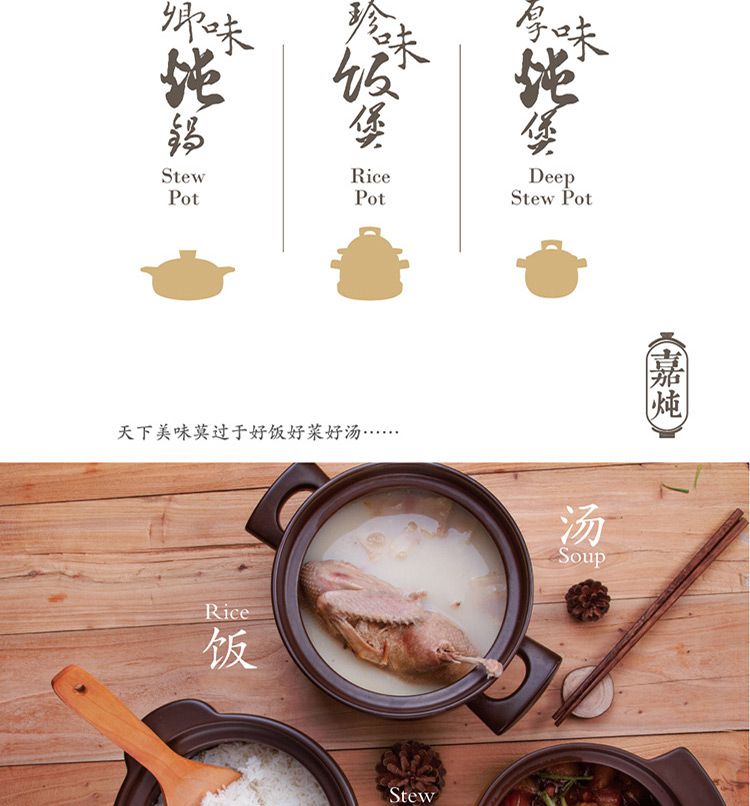 乡味
炖
锅
Stew
Pot
珍味
饭
煲
Rice
Pot
厚味
炖
煲
Deep
Stew Pot
嘉炖
天下美味莫过于好饭好菜好汤……
汤
Soup
Rice
饭
Stew